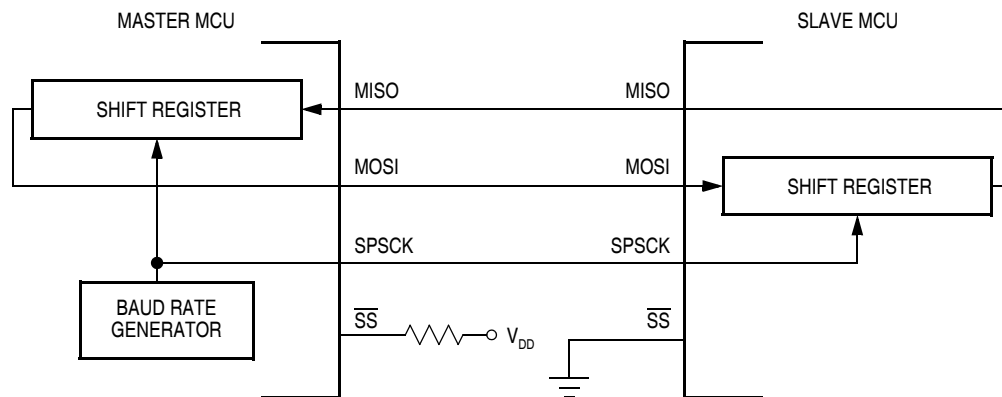 MASTER MCU
SLAVE MCU
SHIFT REGISTER
MISO
MISO
MOSI
MOSI
SHIFT REGISTER
SPSCK
SPSCK
BAUD RATE
GENERATOR
SS
VDD
SS